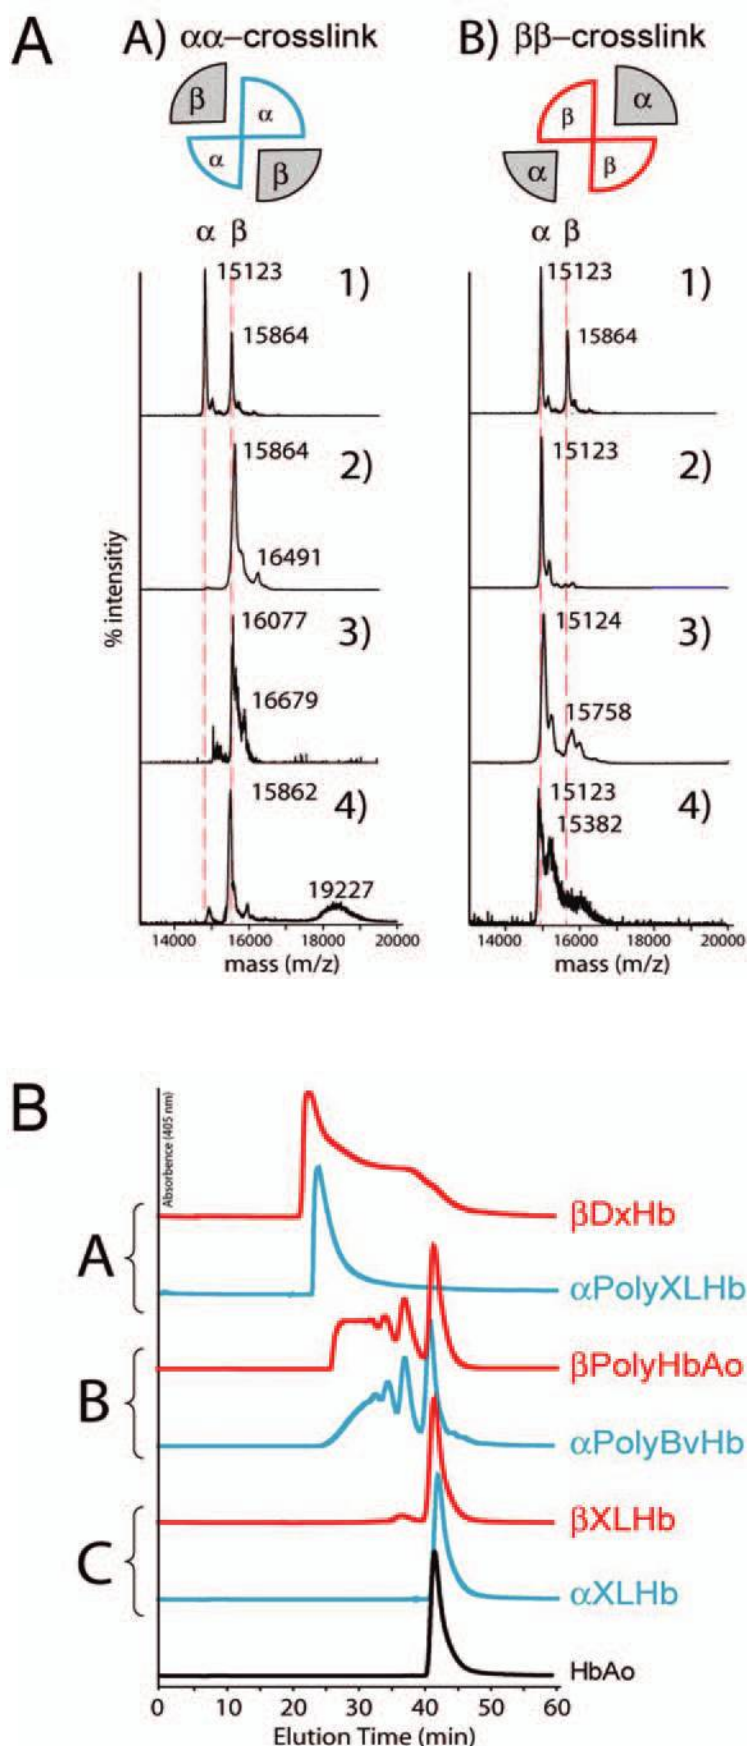 A
A) αα–crosslink
B) ββ–crosslink
β
α
α
β
β
α
α
β
α β
α β
15123
1)
15864
15864
2)
16491
16077
3)
16679
15862
4)
19227
14000 16000 18000 20000
mass (m/z)
% intensitiy
15123
1)
15864
15123
2)
15124
3)
15758
15123
4)
15382
14000 16000 18000 20000
mass (m/z)
B
Absorbence (405 nm)
A
βDxHb
αPolyXLHb
B
βPolyHbAo
αPolyBvHb
C
βXLHb
αXLHb
HbAo
0 10 20 30 40 50 60
Elution Time (min)